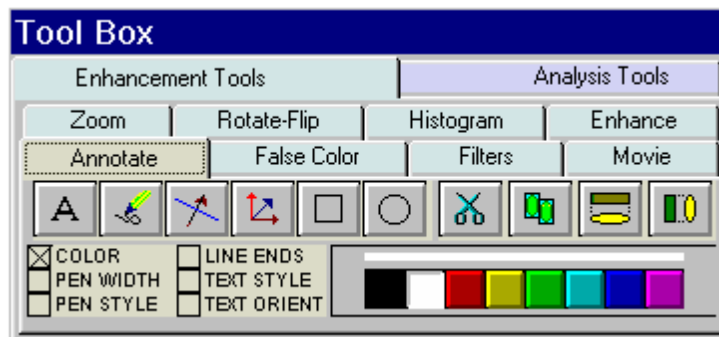 Tool Box
Enhancement Tools Analysis Tools
Zoom Rotate-Flip Histogram Enhance
Annotate False Color Filters Movie
A
COLOR LINE ENDS
PEN WIDTH TEXT STYLE
PEN STYLE TEXT ORIENT